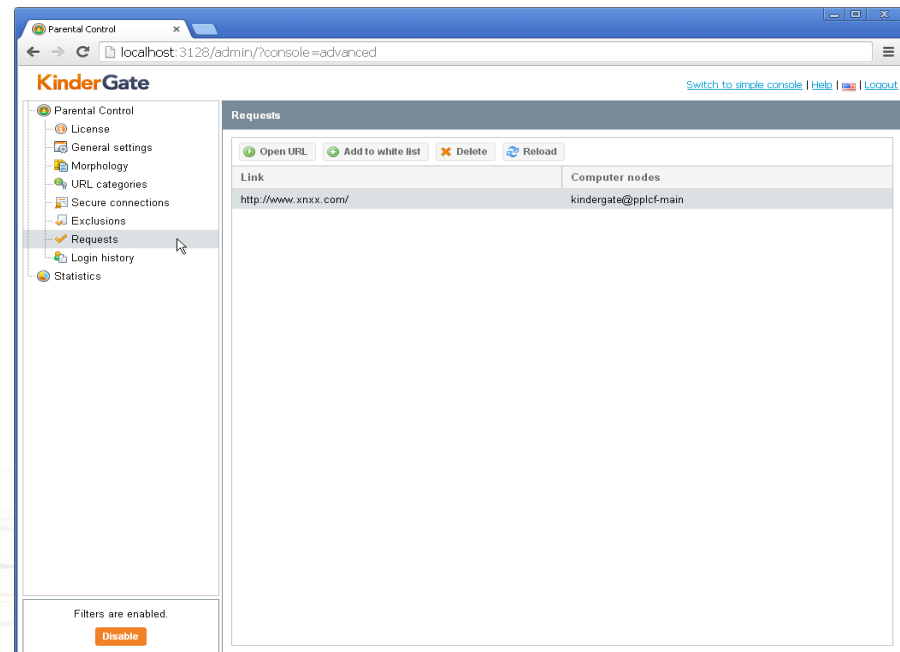 Parental Control
localhost:3128/admin/?console=advanced
KinderGate
Switch to simple console | Help | | Logout
Parental Control
License
General settings
Morphology
URL categories
Secure connections
Exclusions
Requests
Login history
Statistics
Filters are enabled.
Disable
Requests
Open URL Add to white list Delete Reload
Link Computer nodes
http://www.xnxx.com/ kindergate@pplcf-main